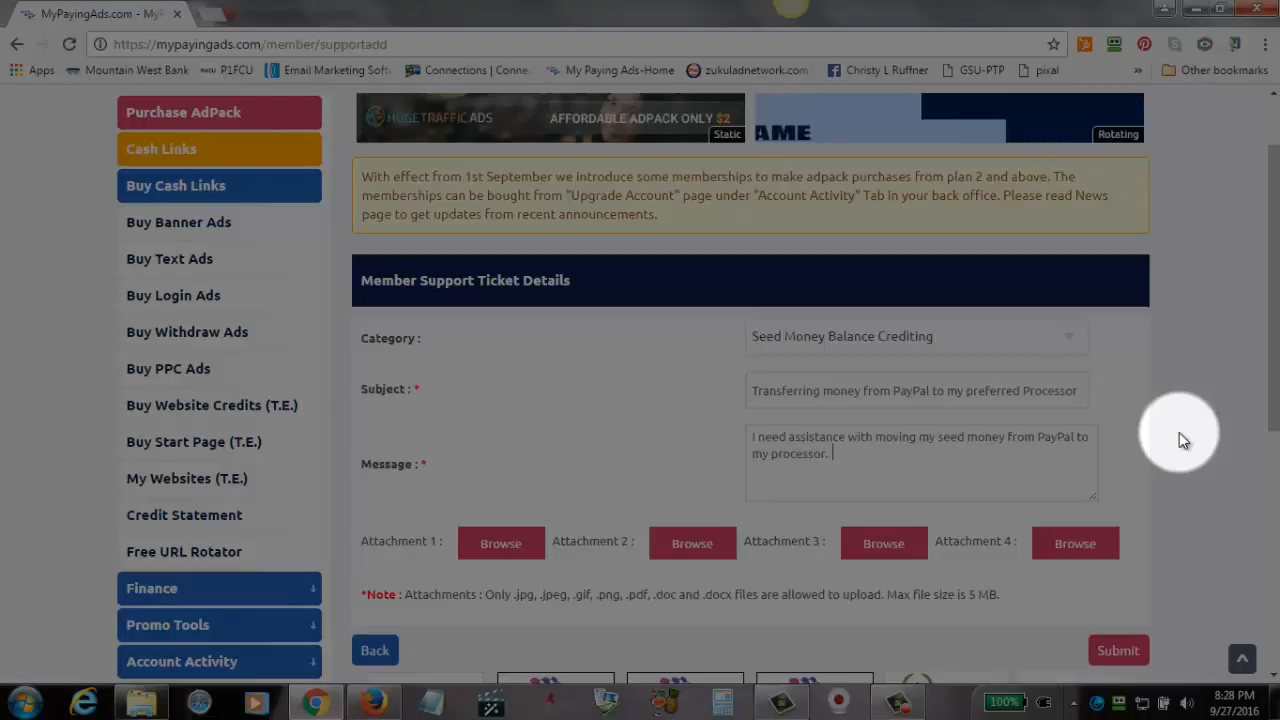 MyPayingAds.com - My
https://mypayingads.com/member/supportadd
Apps Mountain West Bank P1FCU Email Marketing Soft Connections | Conne My Paying Ads-Home zukuladnetwork.com Christy L Ruffner GSU-PTP pixal » Other bookmarks
Purchase AdPack
Cash Links
Buy Cash Links
Buy Banner Ads
Buy Text Ads
Buy Login Ads
Buy Withdraw Ads
Buy PPC Ads
Buy Website Credits (T.E.)
Buy Start Page (T.E.)
My Websites (T.E.)
Credit Statement
Free URL Rotator
Finance
Promo Tools
Account Activity
HUGETRAFFICADS AFFORDABLE ADPACK ONLY $2
Static
AME
Rotating
With effect from 1st September we introduce some memberships to make adpack purchases from plan 2 and above. The
memberships can be bought from "Upgrade Account" page under "Account Activity" Tab in your back office. Please read News
page to get updates from recent announcements.
Member Support Ticket Details
Category : Seed Money Balance Crediting
Subject : * Transferring money from PayPal to my preferred Processor
Message : *
I need assistance with moving my seed money from PayPal to
my processor.
Attachment 1 : Browse Attachment 2 : Browse Attachment 3 : Browse Attachment 4 : Browse
*Note : Attachments : Only .jpg, .jpeg, .gif, .png, .pdf, .doc and .docx files are allowed to upload. Max file size is 5 MB.
Back Submit
100%
8:28 PM
9/27/2016